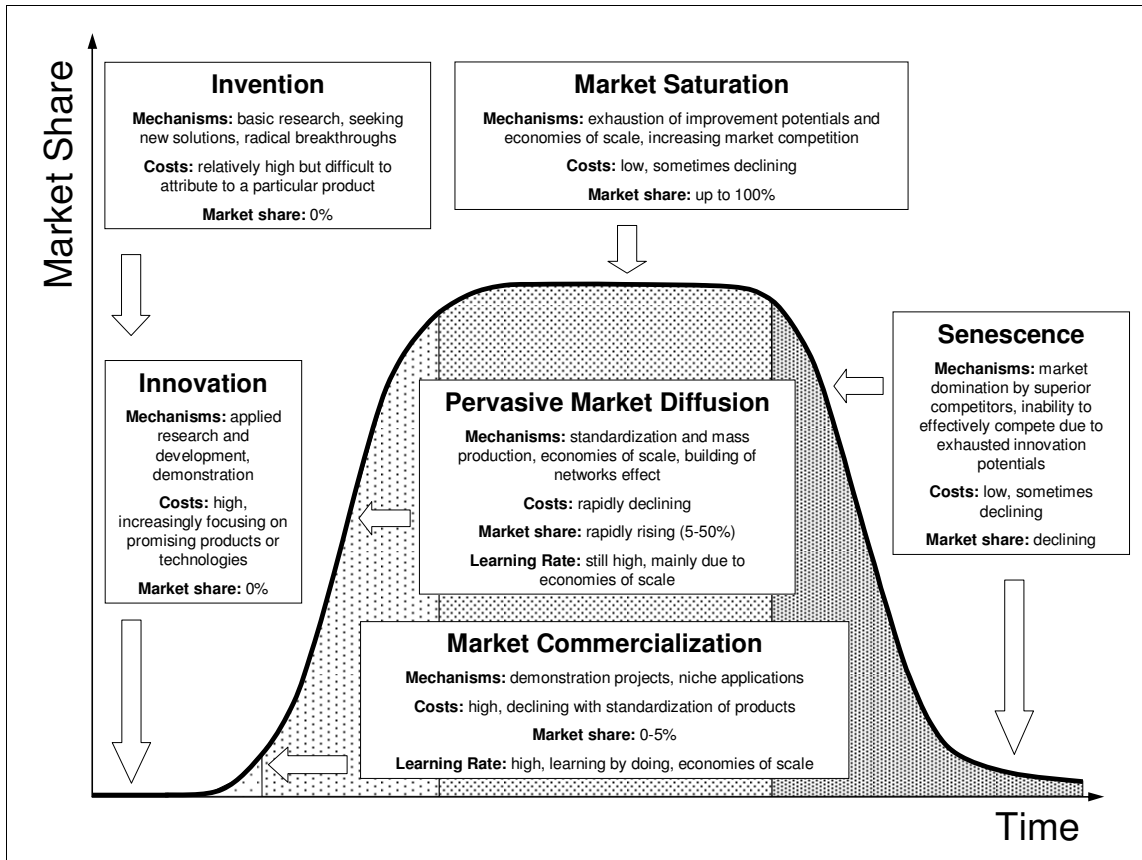 Market Share
Invention
Mechanisms: basic research, seeking
new solutions, radical breakthroughs
Costs: relatively high but difficult to
attribute to a particular product
Market share: 0%
Market Saturation
Mechanisms: exhaustion of improvement potentials and
economies of scale, increasing market competition
Costs: low, sometimes declining
Market share: up to 100%
Innovation
Mechanisms: applied
research and
development,
demonstration
Costs: high,
increasingly focusing on
promising products or
technologies
Market share: 0%
Pervasive Market Diffusion
Mechanisms: standardization and mass
production, economies of scale, building of
networks effect
Costs: rapidly declining
Market share: rapidly rising (5-50%)
Learning Rate: still high, mainly due to
economies of scale
Senescence
Mechanisms: market
domination by superior
competitors, inability to
effectively compete due to
exhausted innovation
potentials
Costs: low, sometimes
declining
Market share: declining
Market Commercialization
Mechanisms: demonstration projects, niche applications
Costs: high, declining with standardization of products
Market share: 0-5%
Learning Rate: high, learning by doing, economies of scale
Time